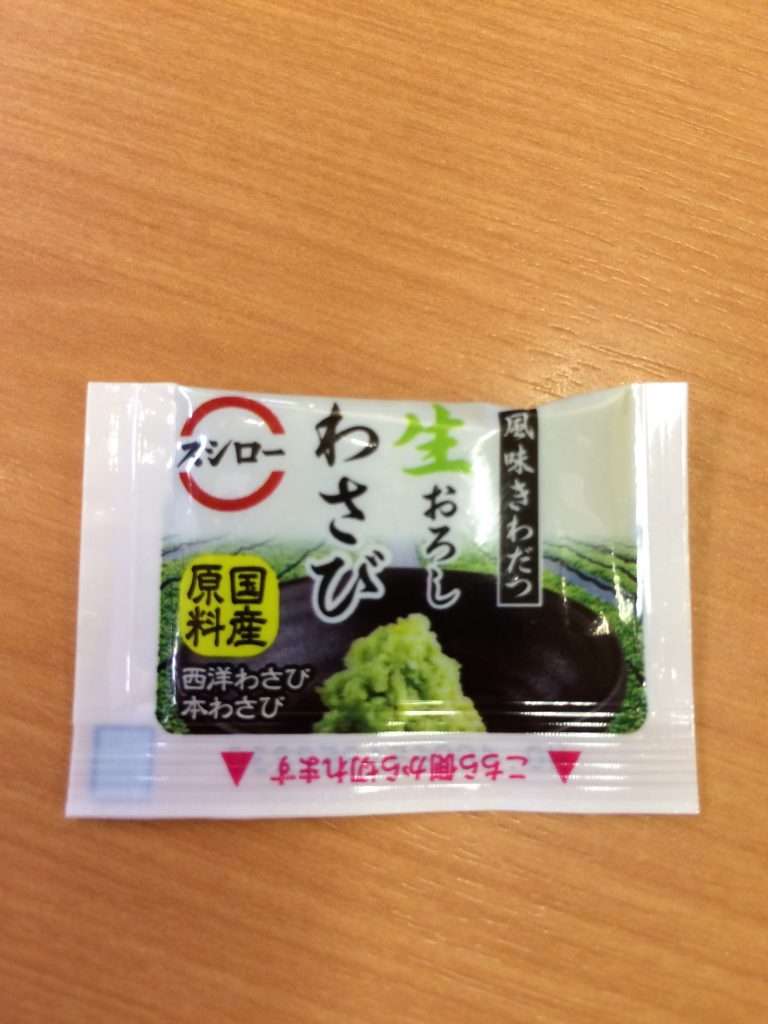 風味きわだつ
生おろし
わさび
スシロー
国産
原料
西洋わさび
本わさび
こちら側から切れます